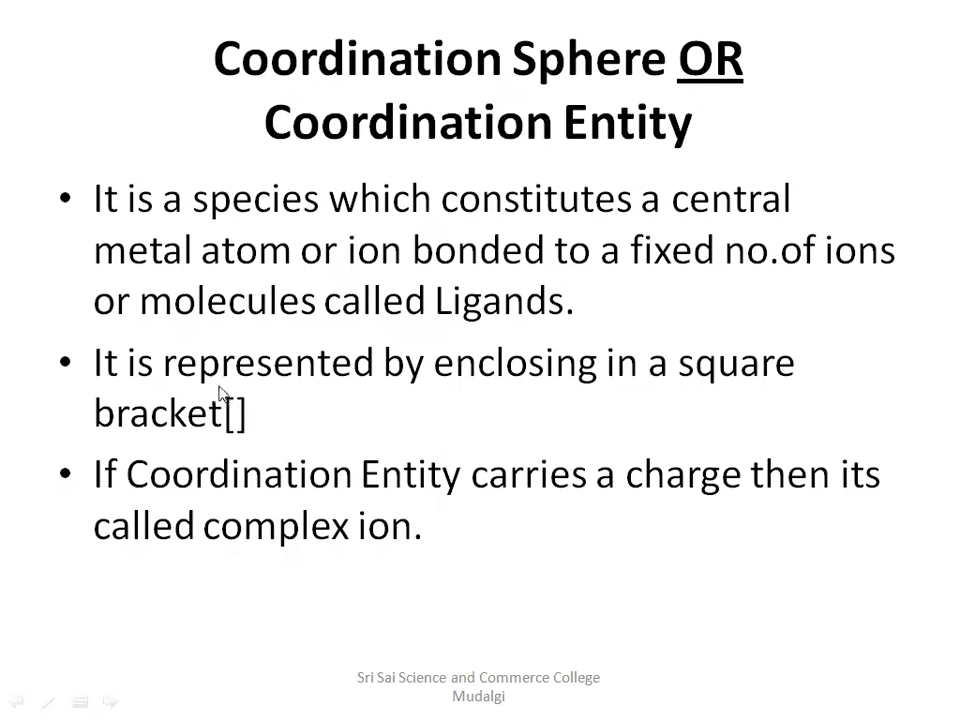 Coordination Sphere OR
Coordination Entity
• It is a species which constitutes a central
metal atom or ion bonded to a fixed no.of ions
or molecules called Ligands.
• It is represented by enclosing in a square
bracket[]
• If Coordination Entity carries a charge then its
called complex ion.
Sri Sai Science and Commerce College
Mudalgi